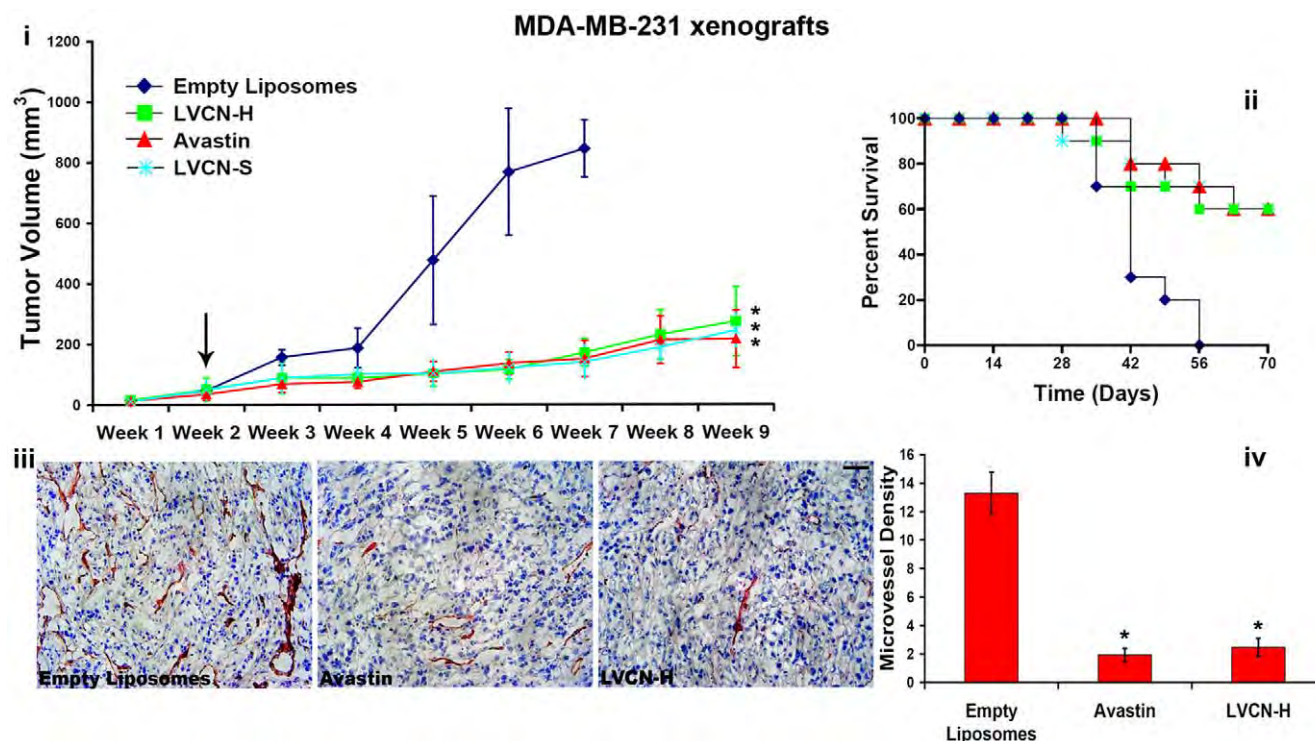 MDA-MB-231 xenografts
i
Tumor Volume (mm³)
1200
1000
800
600
400
200
0
Empty Liposomes
LVCN-H
Avastin
LVCN-S
*
*
*
Week 1 Week 2 Week 3 Week 4 Week 5 Week 6 Week 7 Week 8 Week 9
ii
Percent Survival
100
80
60
40
20
0
0 14 28 42 56 70
Time (Days)
iii
Empty Liposomes
Avastin
LVCN-H
iv
Microvessel Density
16
14
12
10
8
6
4
2
0
*
*
Empty
Liposomes
Avastin
LVCN-H